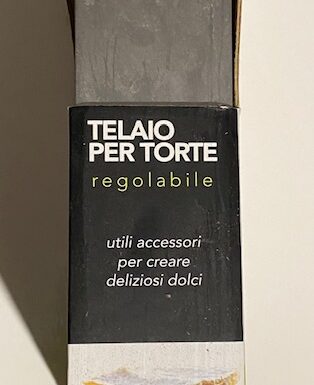 TELAIO
PER TORTE
regolabile
utili accessori
per creare
deliziosi dolci